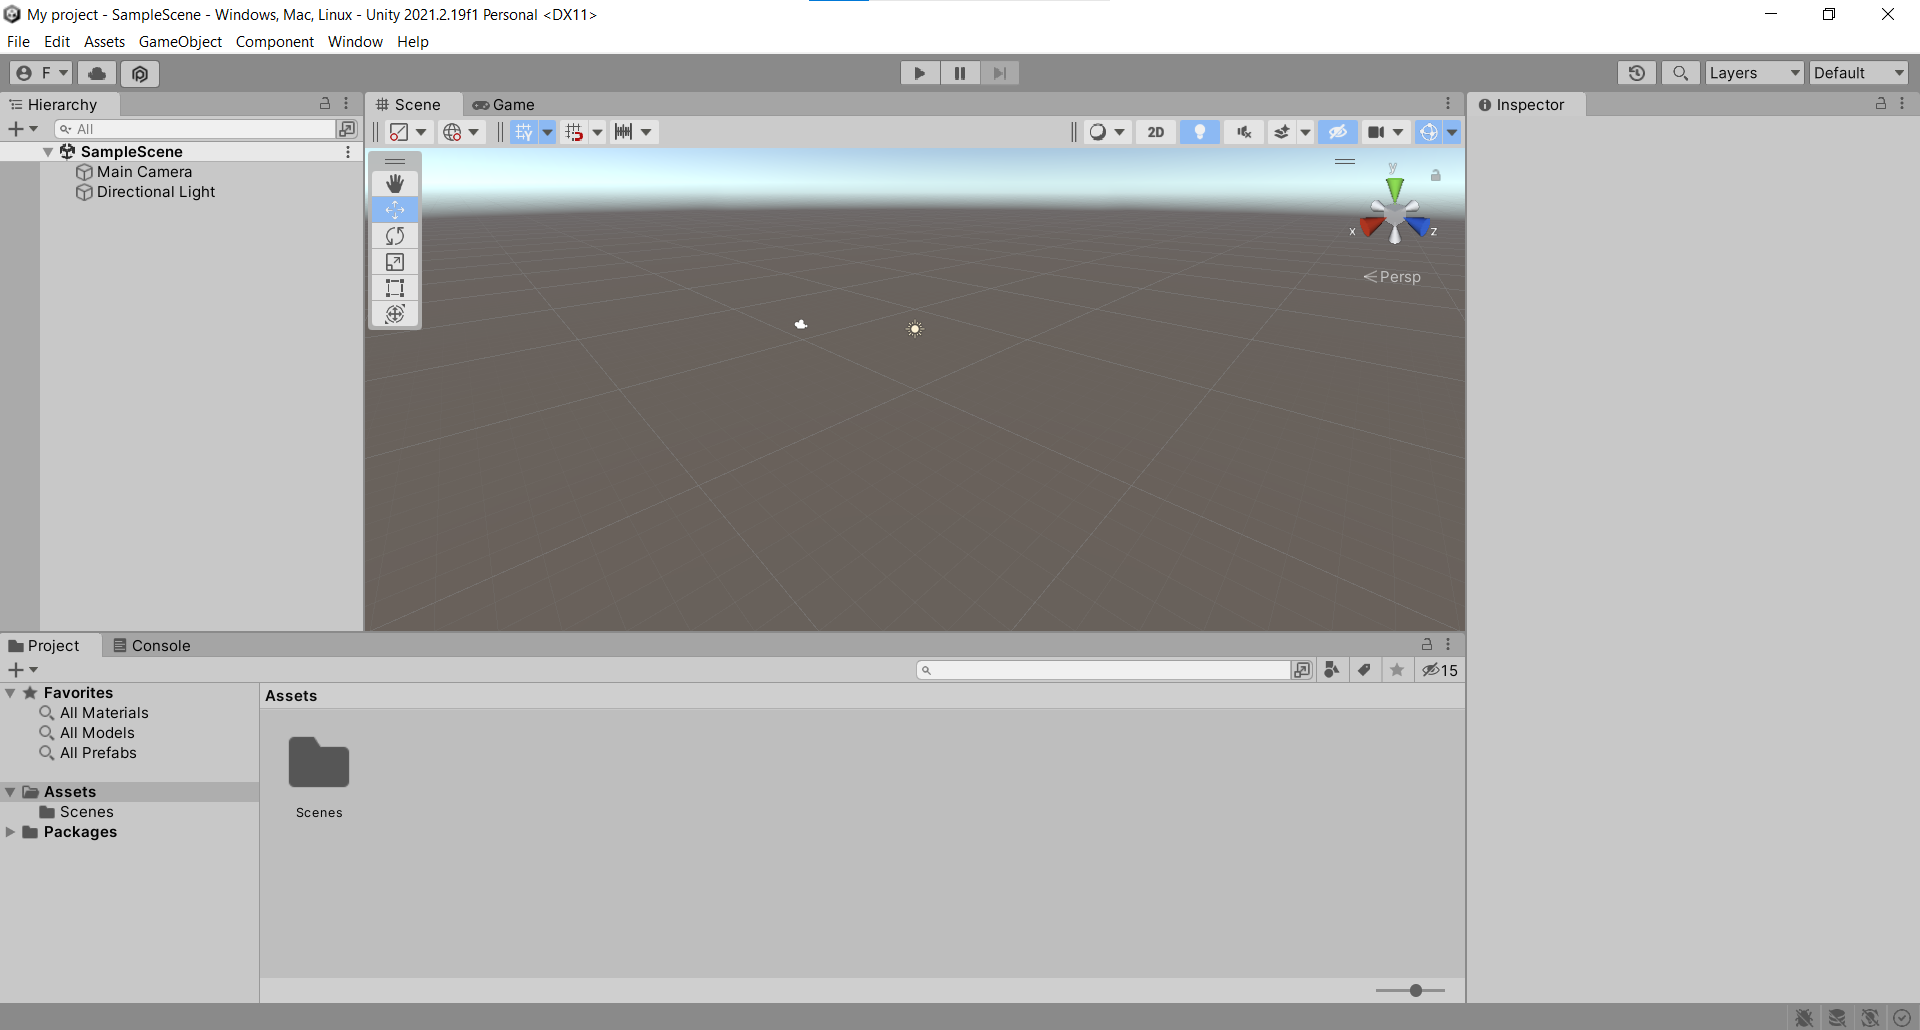 My project - SampleScene - Windows, Mac, Linux - Unity 2021.2.19f1 Personal <DX11>
File Edit Assets GameObject Component Window Help
F Layers Default
Hierarchy Scene Game Inspector
All 2D
SampleScene
Main Camera
Directional Light
y
x z
Persp
Project Console
15
Favorites Assets
All Materials
All Models
All Prefabs
Assets
Scenes Scenes
Packages